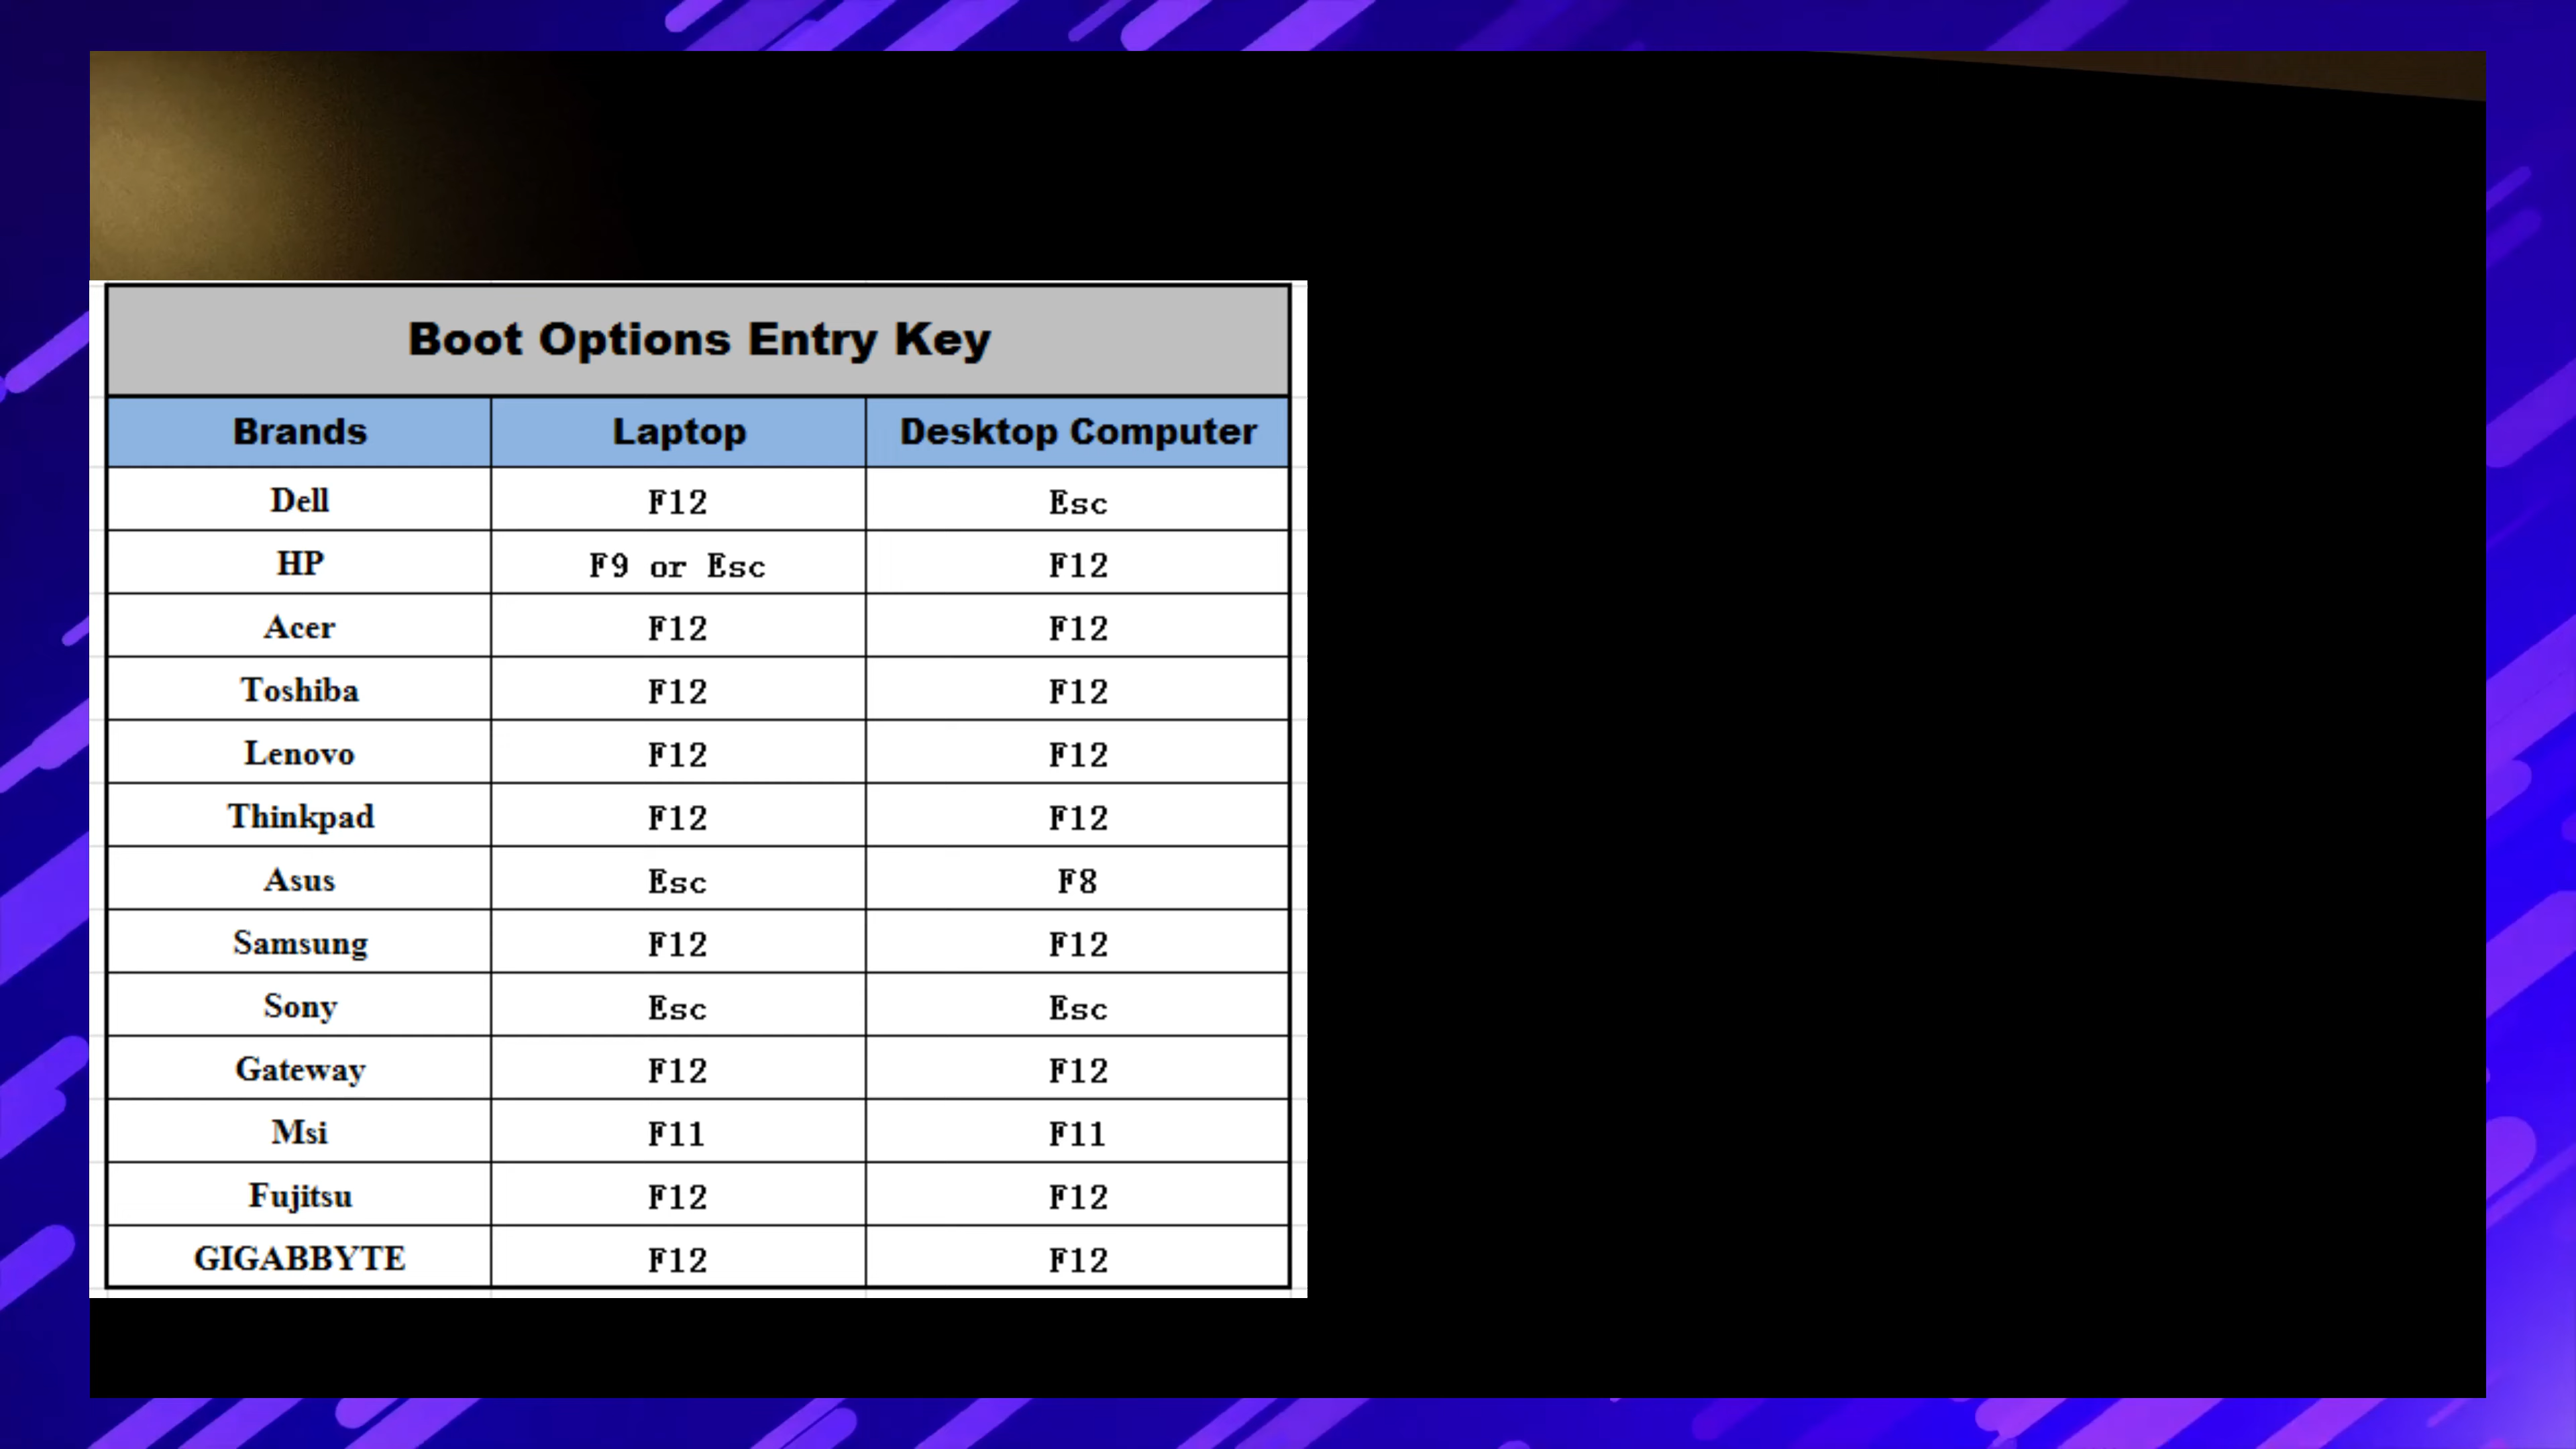 Boot Options Entry Key
Brands Laptop Desktop Computer
Dell F12 Esc
HP F9 or Esc F12
Acer F12 F12
Toshiba F12 F12
Lenovo F12 F12
Thinkpad F12 F12
Asus Esc F8
Samsung F12 F12
Sony Esc Esc
Gateway F12 F12
Msi F11 F11
Fujitsu F12 F12
GIGABBYTE F12 F12